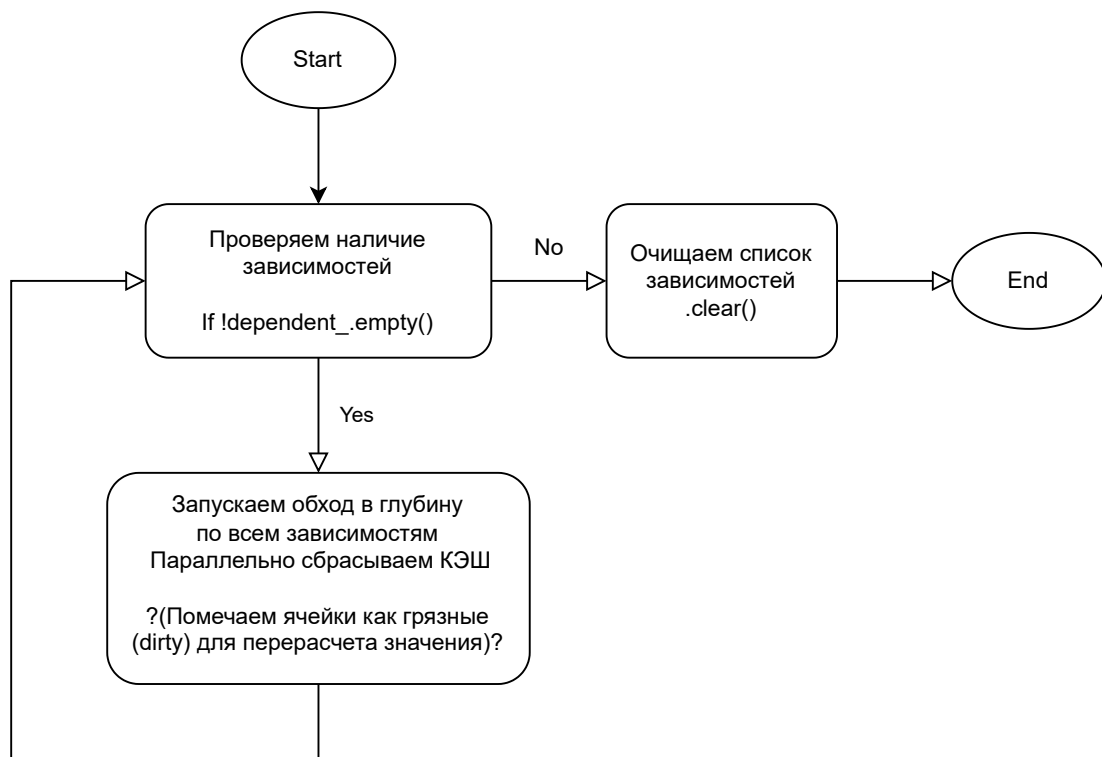 Start
Проверяем наличие
зависимостей
If !dependent_.empty()
No
Очищаем список
зависимостей
.clear()
End
Yes
Запускаем обход в глубину
по всем зависимостям
Параллельно сбрасываем КЭШ
?(Помечаем ячейки как грязные
(dirty) для перерасчета значения)?